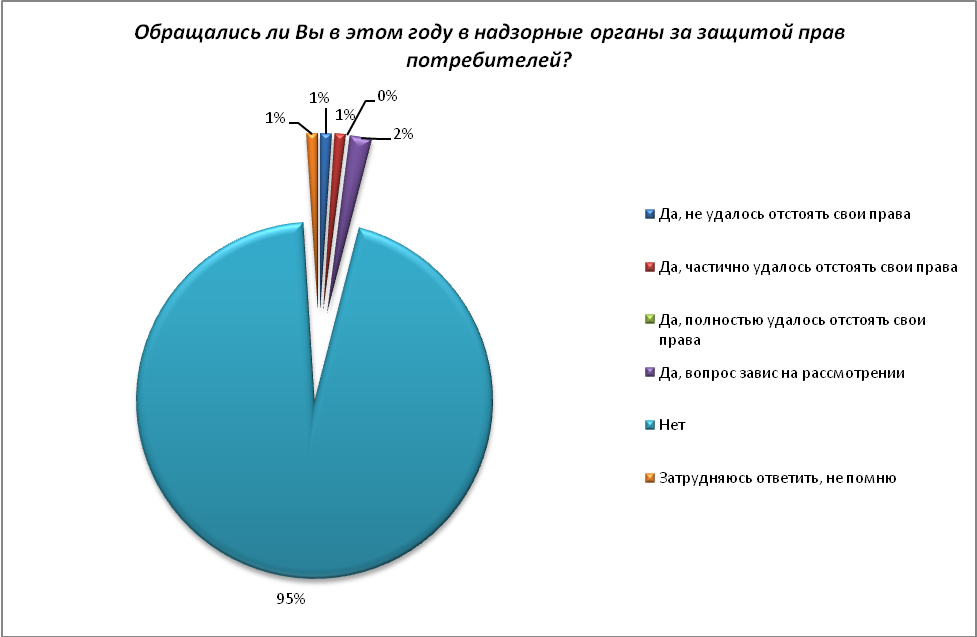 Обращались ли Вы в этом году в надзорные органы за защитой прав
потребителей?
1%
1%
1%
0%
2%
95%
Да, не удалось отстоять свои права
Да, частично удалось отстоять свои права
Да, полностью удалось отстоять свои
права
Да, вопрос завис на рассмотрении
Нет
Затрудняюсь ответить, не помню